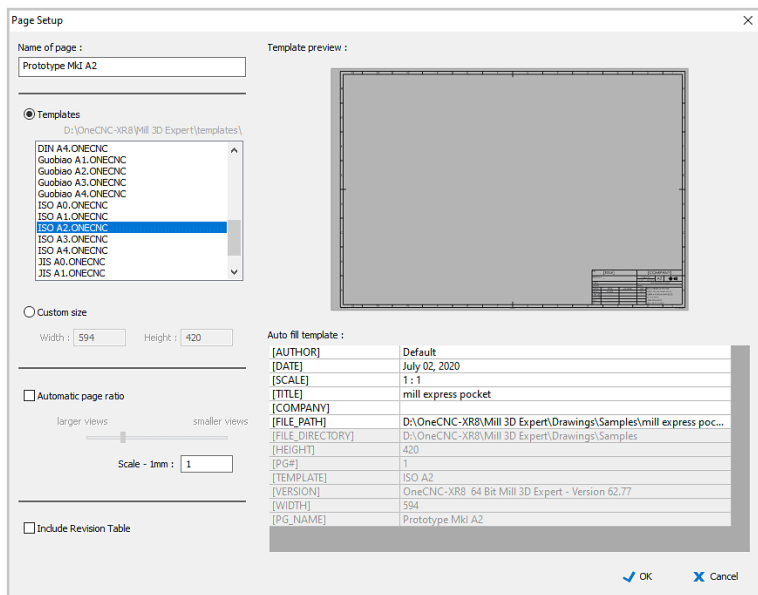 Page Setup
Name of page :
Prototype MkI A2
Templates
D:\OneCNC-XR8\Mill 3D Expert\templates\
DIN A4.ONECNC
Guobiao A1.ONECNC
Guobiao A2.ONECNC
Guobiao A3.ONECNC
Guobiao A4.ONECNC
ISO A0.ONECNC
ISO A1.ONECNC
ISO A2.ONECNC
ISO A3.ONECNC
ISO A4.ONECNC
JIS A0.ONECNC
JIS A1.ONECNC
Custom size
Width : 594 Height : 420
Automatic page ratio
larger views smaller views
Scale - 1mm : 1
Include Revision Table
Template preview :
[TITLE] [COMPANY]
A2
Auto fill template :
[AUTHOR] Default
[DATE] July 02, 2020
[SCALE] 1 : 1
[TITLE] mill express pocket
[COMPANY]
[FILE_PATH] D:\OneCNC-XR8\Mill 3D Expert\Drawings\Samples\mill express poc...
[FILE_DIRECTORY] D:\OneCNC-XR8\Mill 3D Expert\Drawings\Samples
[HEIGHT] 420
[PG#] 1
[TEMPLATE] ISO A2
[VERSION] OneCNC-XR8 64 Bit Mill 3D Expert - Version 62.77
[WIDTH] 594
[PG_NAME] Prototype MkI A2
OK Cancel